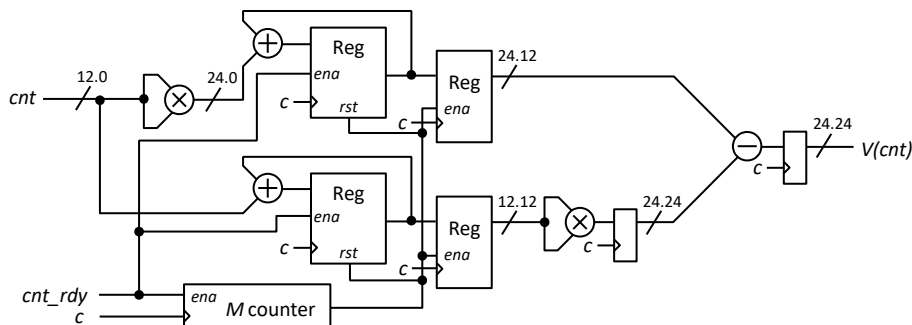 Reg
24.12
12.0
24.0
ena
Reg
cnt
ena
c
rst
c
24.24
V(cnt)
c
Reg
12.12
24.24
ena
Reg
c
rst
ena
c
c
cnt_rdy
ena
M counter
c